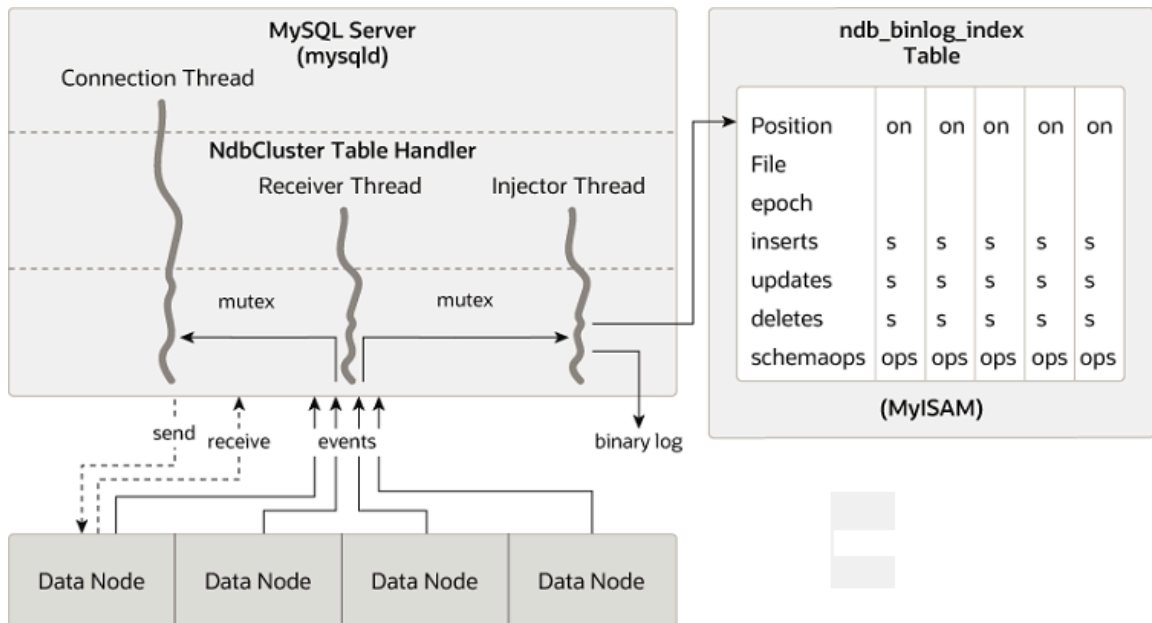 MySQL Server
(mysqld)
Connection Thread
NdbCluster Table Handler
Receiver Thread
Injector Thread
mutex
mutex
send
receive
events
binary log
Data Node
Data Node
Data Node
Data Node
ndb_binlog_index
Table
Position on on on on on
File
epoch
inserts s s s s s
updates s s s s s
deletes s s s s s
schemaops ops ops ops ops ops
(MyISAM)